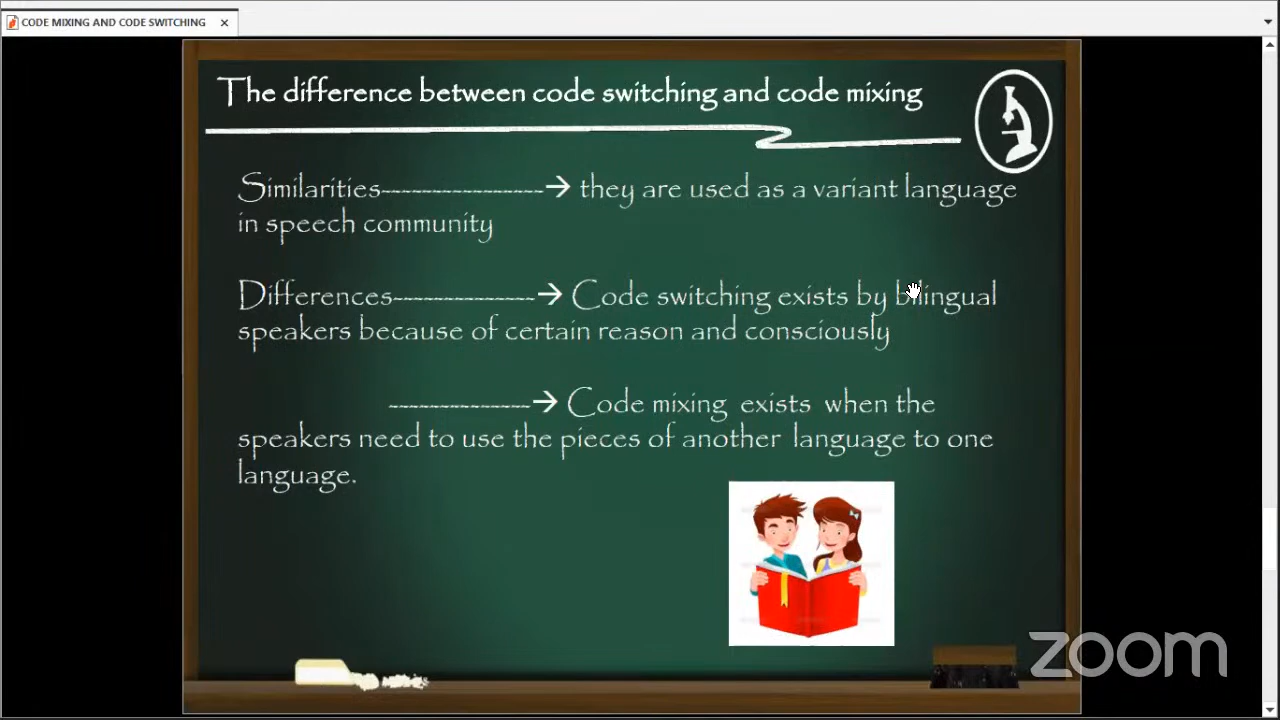 CODE MIXING AND CODE SWITCHING
The difference between code switching and code mixing
Similarities---------------→ they are used as a variant language
in speech community
Differences-------------→ Code switching exists by bilingual
speakers because of certain reason and consciously
-------------→ Code mixing exists when the
speakers need to use the pieces of another language to one
language.
zoom